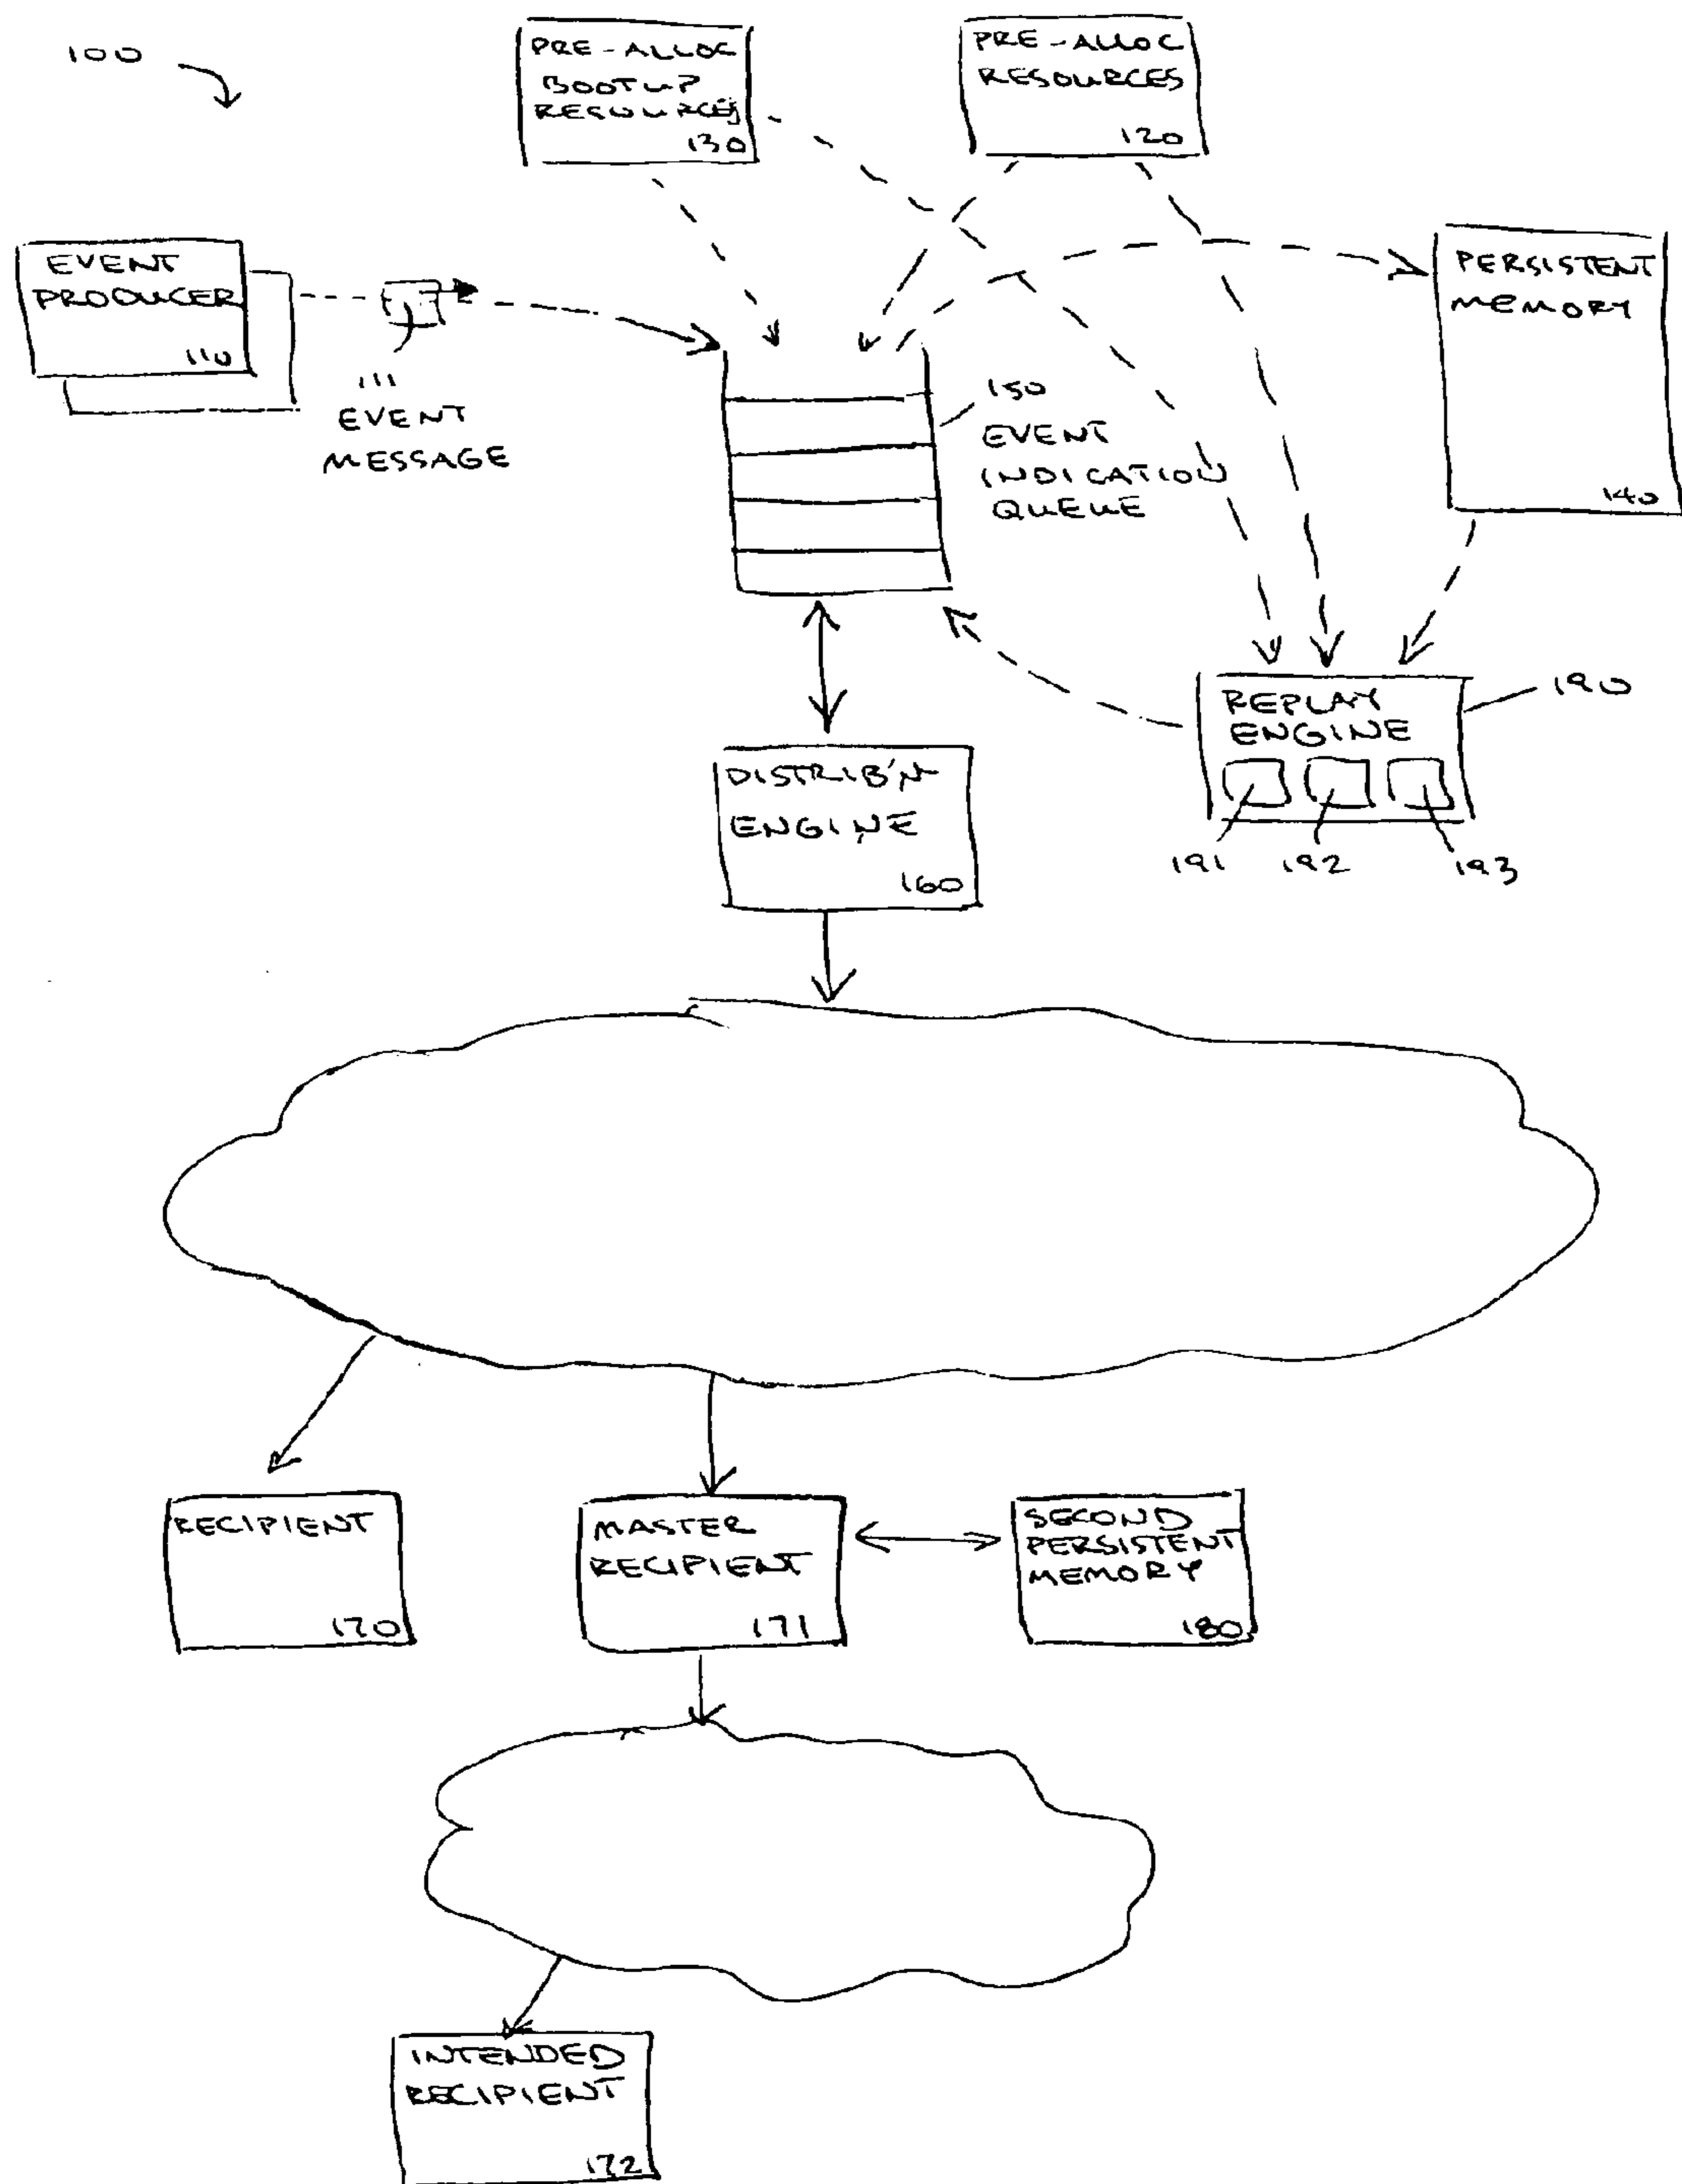 100
PRE-ALLOC
BOOTUP
RESOURCES
130
PRE-ALLOC
RESOURCES
120
EVENT
PRODUCER
110
111
EVENT
MESSAGE
150
EVENT
INDICATION
QUEUE
PERSISTENT
MEMORY
140
REPLAY
ENGINE
190
191
192
193
DISTRIB'N
ENGINE
160
RECIPIENT
170
MASTER
RECIPIENT
171
SECOND
PERSISTENT
MEMORY
180
INTENDED
RECIPIENT
172